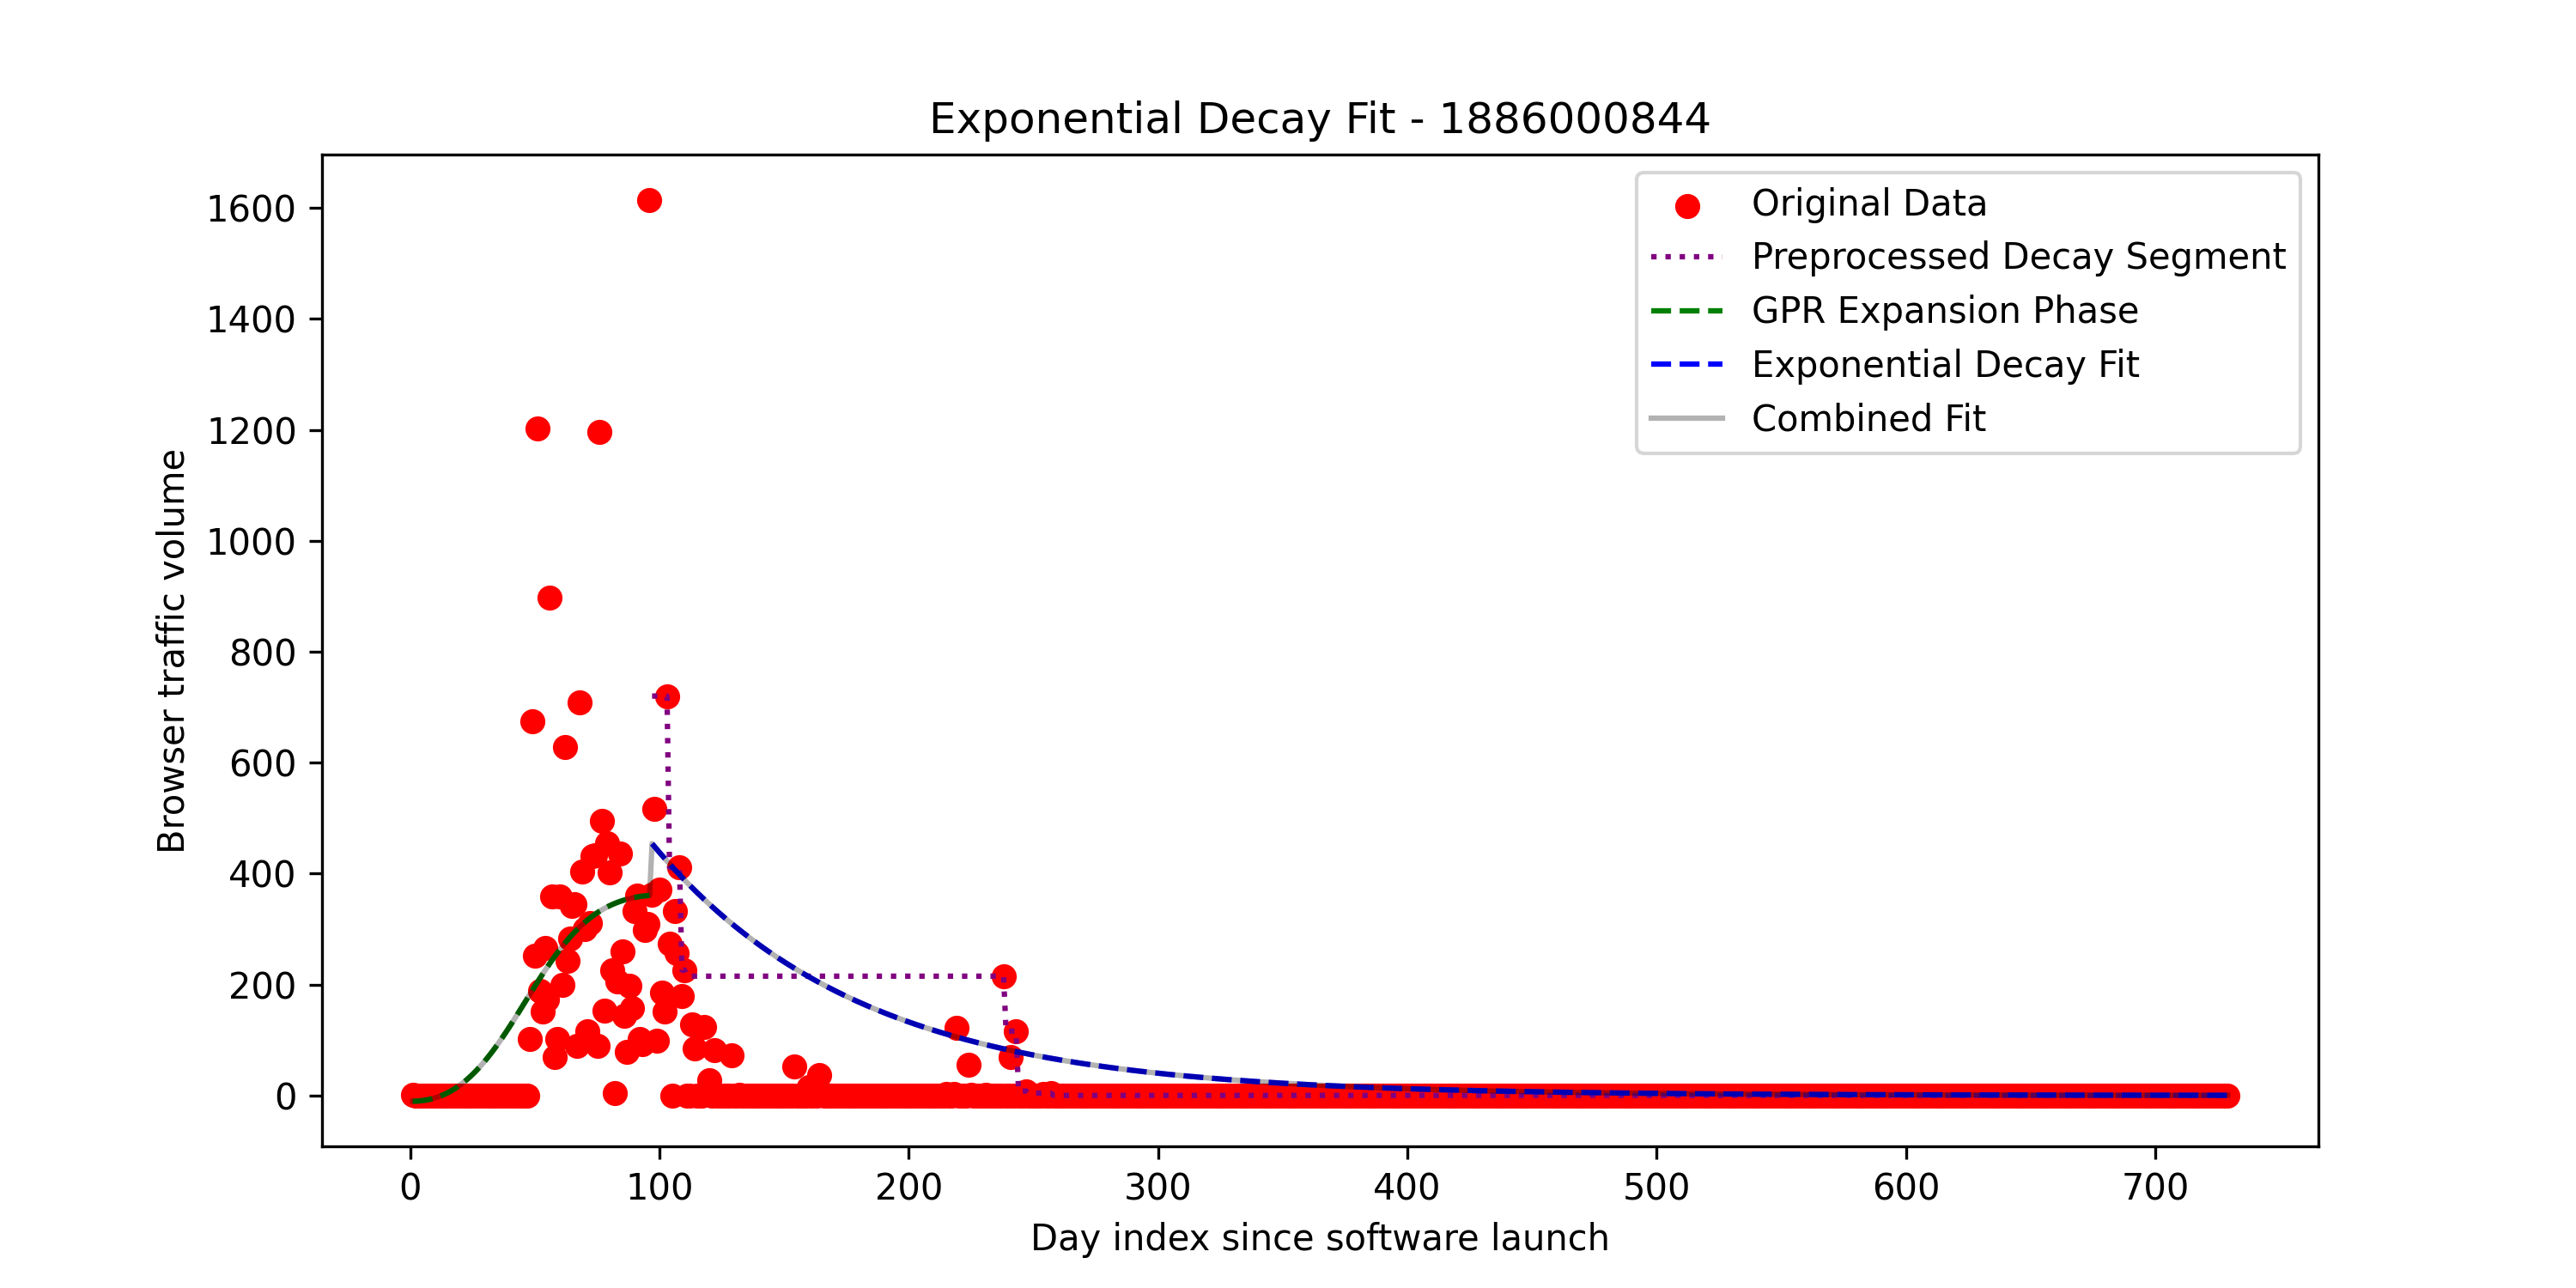 Exponential Decay Fit - 1886000844
Original Data
Preprocessed Decay Segment
GPR Expansion Phase
Exponential Decay Fit
Combined Fit
Browser traffic volume
1600
1400
1200
1000
800
600
400
200
0
0 100 200 300 400 500 600 700
Day index since software launch